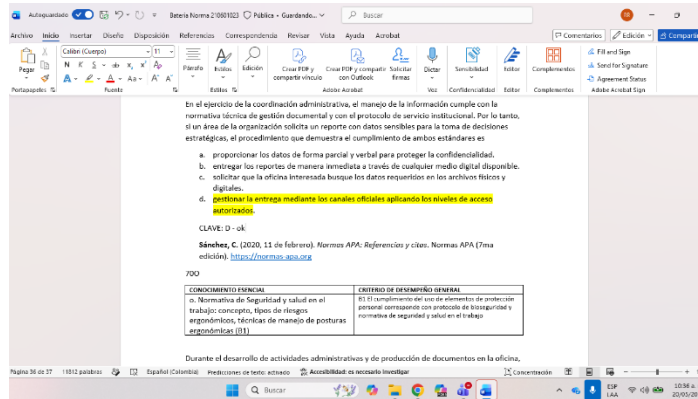 Autoguardado
Bateria Norma 210601023
Público - Guardando...
Buscar
Archivo Inicio Insertar Diseño Disposición Referencias Correspondencia Revisar Vista Ayuda Acrobat
Comentarios Edición Compartir
Calibri (Cuerpo) 11
N K S ab x, x² A
A A Aa A A
Pegar Párrafo Estilos Edición Crear PDF y compartir vínculo Crear PDF y compartir con Outlook Solicitar firmas Dictar Sensibilidad Editor Complementos
Fill and Sign
Send for Signature
Agreement Status
Portapapeles Fuente Estilos Adobe Acrobat Voz Confidencialidad Editor Complementos Adobe Acrobat Sign
En el ejercicio de la coordinación administrativa, el manejo de la información cumple con la
normativa técnica de gestión documental y con el protocolo de servicio institucional. Por lo tanto,
si un área de la organización solicita un reporte con datos sensibles para la toma de decisiones
estratégicas, el procedimiento que demuestra el cumplimiento de ambos estándares es
a. proporcionar los datos de forma parcial y verbal para proteger la confidencialidad.
b. entregar los reportes de manera inmediata a través de cualquier medio digital disponible.
c. solicitar que la oficina interesada busque los datos requeridos en los archivos físicos y
digitales.
d. gestionar la entrega mediante los canales oficiales aplicando los niveles de acceso
autorizados.
CLAVE: D - ok
Sánchez, C. (2020, 11 de febrero). Normas APA: Referencias y citas. Normas APA (7ma
edición). https://normas-apa.org
7OO
CONOCIMIENTO ESENCIAL
CRITERIO DE DESEMPEÑO GENERAL
o. Normativa de Seguridad y salud en el
trabajo: concepto, tipos de riesgos
ergonómicos, técnicas de manejo de posturas
ergonómicas (B1)
B1 El cumplimiento del uso de elementos de protección
personal corresponde con protocolo de bioseguridad y
normativa de seguridad y salud en el trabajo
Durante el desarrollo de actividades administrativas y de producción de documentos en la oficina,
Página 36 de 37 11812 palabras Español (Colombia) Predicciones de texto: activado Accesibilidad: es necesario investigar Concentración
Buscar
ESP
LAA
10:36 a.